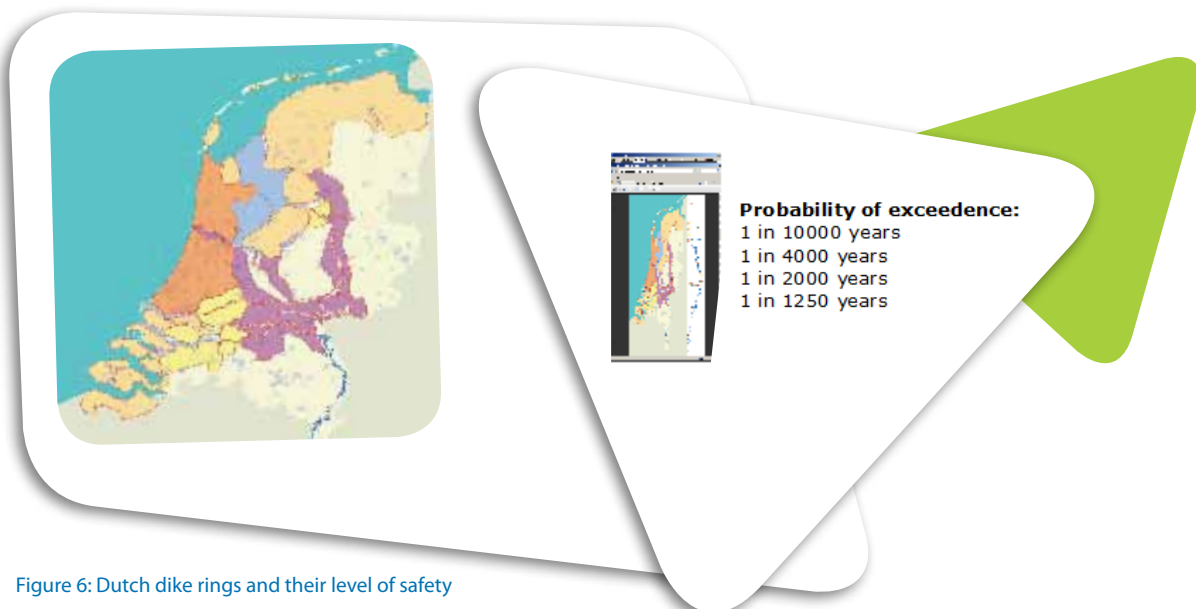 Probability of exceedence:
1 in 10000 years
1 in 4000 years
1 in 2000 years
1 in 1250 years
Figure 6: Dutch dike rings and their level of safety